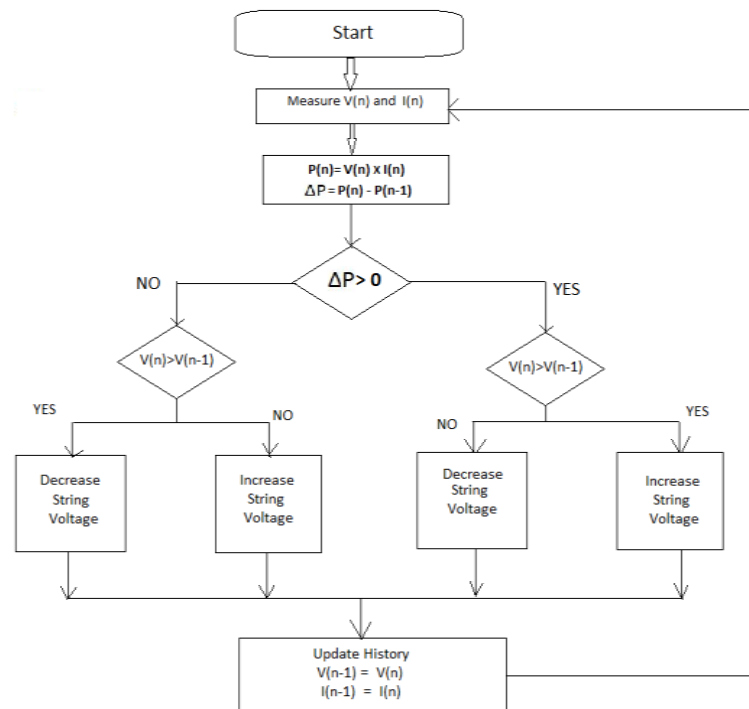 Start
Measure V(n) and I(n)
P(n)= V(n) X I(n)
ΔP = P(n) - P(n-1)
ΔP> 0
NO
YES
V(n)>V(n-1)
V(n)>V(n-1)
YES
NO
NO
YES
Decrease
String
Voltage
Increase
String
Voltage
Decrease
String
Voltage
Increase
String
Voltage
Update History
V(n-1) = V(n)
I(n-1) = I(n)